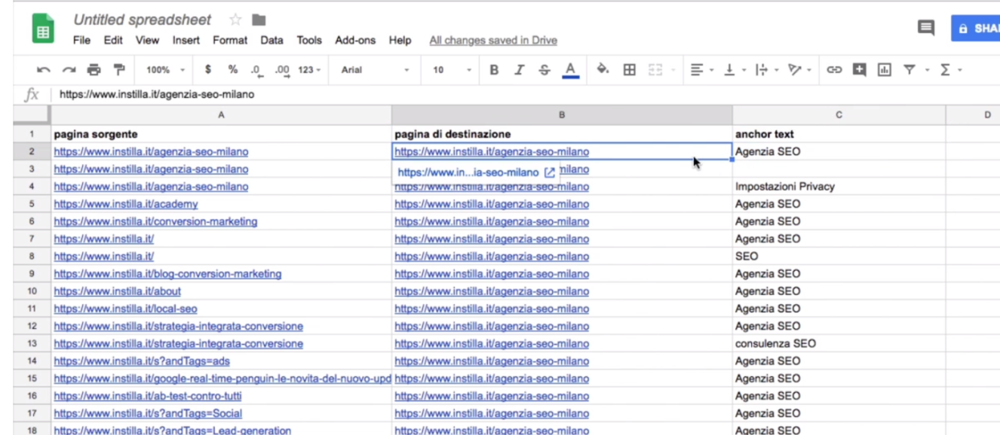 Untitled spreadsheet
File Edit View Insert Format Data Tools Add-ons Help All changes saved in Drive
SHA
100% $ % .0 .00 123 Arial 10 B I S A Σ
fx https://www.instilla.it/agenzia-seo-milano
A B C D
1 pagina sorgente pagina di destinazione anchor text
2 https://www.instilla.it/agenzia-seo-milano https://www.instilla.it/agenzia-seo-milano Agenzia SEO
3 https://www.instilla.it/agenzia-seo-milano https://www.in...ia-seo-milano milano
4 https://www.instilla.it/agenzia-seo-milano https://www.instilla.it/agenzia-seo-milano Impostazioni Privacy
5 https://www.instilla.it/academy https://www.instilla.it/agenzia-seo-milano Agenzia SEO
6 https://www.instilla.it/conversion-marketing https://www.instilla.it/agenzia-seo-milano Agenzia SEO
7 https://www.instilla.it/ https://www.instilla.it/agenzia-seo-milano Agenzia SEO
8 https://www.instilla.it/ https://www.instilla.it/agenzia-seo-milano SEO
9 https://www.instilla.it/blog-conversion-marketing https://www.instilla.it/agenzia-seo-milano Agenzia SEO
10 https://www.instilla.it/about https://www.instilla.it/agenzia-seo-milano Agenzia SEO
11 https://www.instilla.it/local-seo https://www.instilla.it/agenzia-seo-milano Agenzia SEO
12 https://www.instilla.it/strategia-integrata-conversione https://www.instilla.it/agenzia-seo-milano Agenzia SEO
13 https://www.instilla.it/strategia-integrata-conversione https://www.instilla.it/agenzia-seo-milano consulenza SEO
14 https://www.instilla.it/s?andTags=ads https://www.instilla.it/agenzia-seo-milano Agenzia SEO
15 https://www.instilla.it/google-real-time-penguin-le-novita-del-nuovo-upd https://www.instilla.it/agenzia-seo-milano Agenzia SEO
16 https://www.instilla.it/ab-test-contro-tutti https://www.instilla.it/agenzia-seo-milano Agenzia SEO
17 https://www.instilla.it/s?andTags=Social https://www.instilla.it/agenzia-seo-milano Agenzia SEO
18 https://www.instilla.it/s?andTags=Lead-generation https://www.instilla.it/agenzia-seo-milano Agenzia SEO